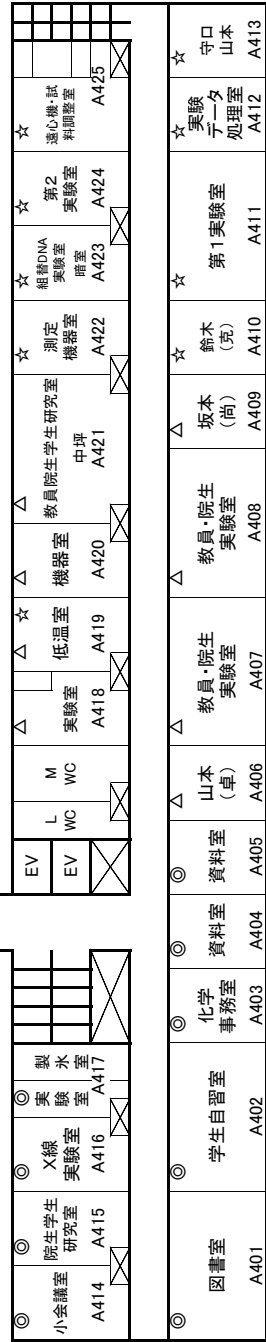 ◎
小会議室
A414
◎
院生学生
研究室
A415
◎
X線
実験室
A416
◎
実験室
製氷室
A417
EV
EV
L
WC
M
WC
△
実験室
A418
△ ☆
低温室
A419
△
機器室
A420
△
教員院生学生研究室
中坪
A421
☆
測定
機器室
A422
☆
組替DNA
実験室
暗室
A423
☆
第2
実験室
A424
☆
遠心機・試
料調整室
A425
◎
図書室
A401
◎
学生自習室
A402
◎
化学
事務室
A403
◎
資料室
A404
◎
資料室
A405
△
山本
(卓)
A406
△
教員・院生
実験室
A407
△
教員・院生
実験室
A408
△
坂本
(尚)
A409
☆
鈴木
(克)
A410
☆
第1実験室
A411
☆
実験
データ
処理室
A412
☆
守口
山本
A413